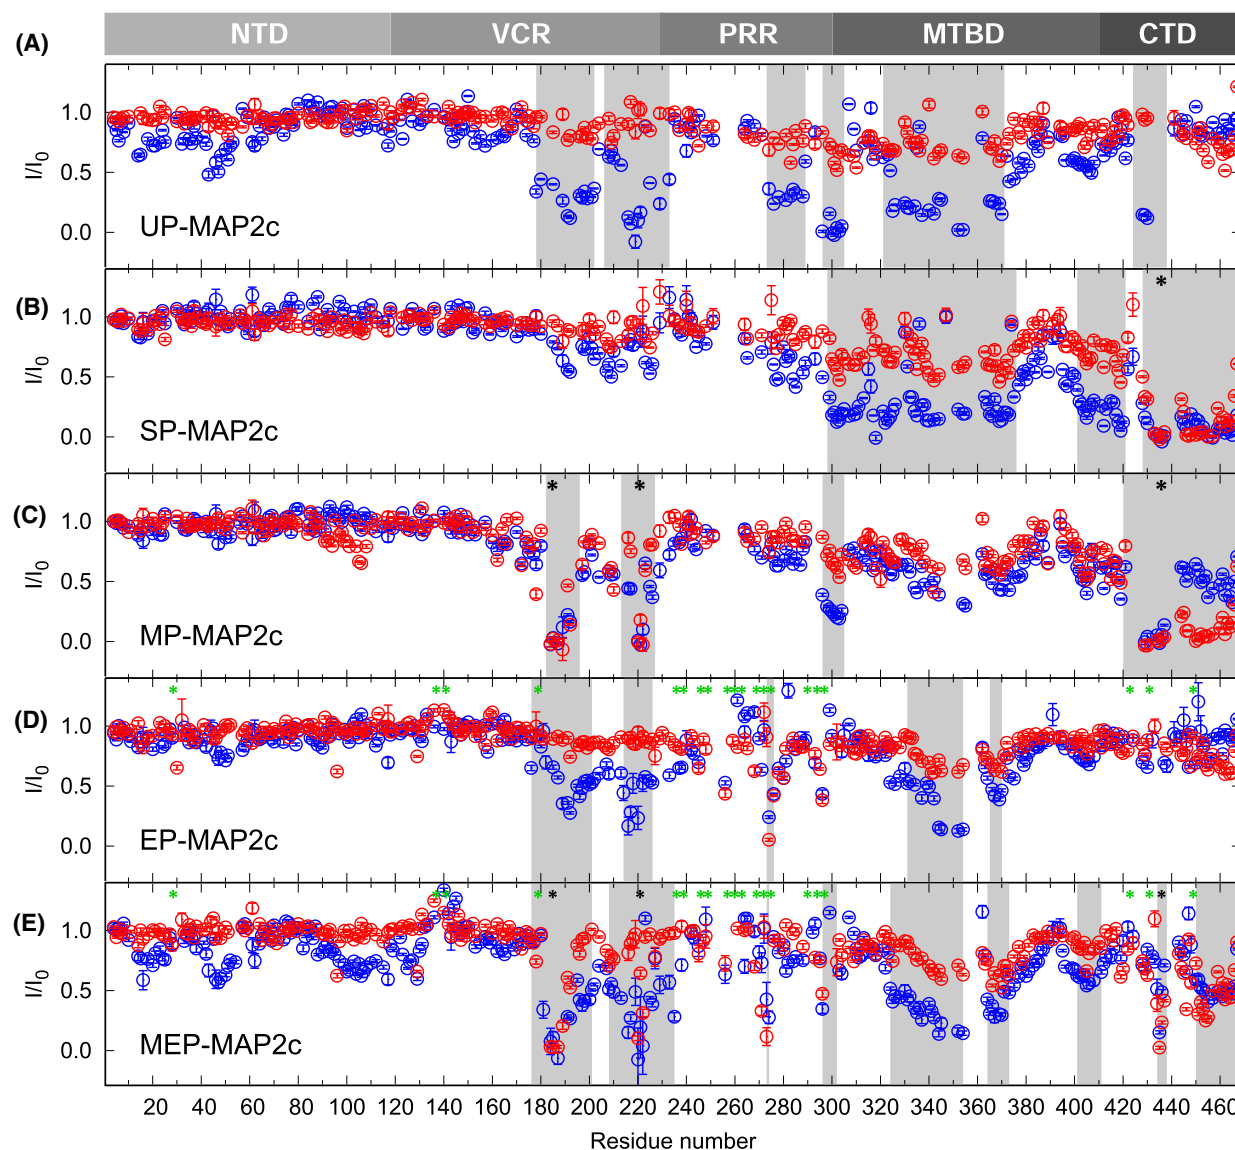 NTD VCR PRR MTBD CTD
(A)
1.0
0.5
0.0
I/I0
UP-MAP2c
(B)
*
1.0
0.5
0.0
I/I0
SP-MAP2c
(C)
* * *
1.0
0.5
0.0
I/I0
MP-MAP2c
(D)
1.0
0.5
0.0
I/I0
EP-MAP2c
(E)
1.0
0.5
0.0
I/I0
MEP-MAP2c
20 40 60 80 100 120 140 160 180 200 220 240 260 280 300 320 340 360 380 400 420 440 460
Residue number